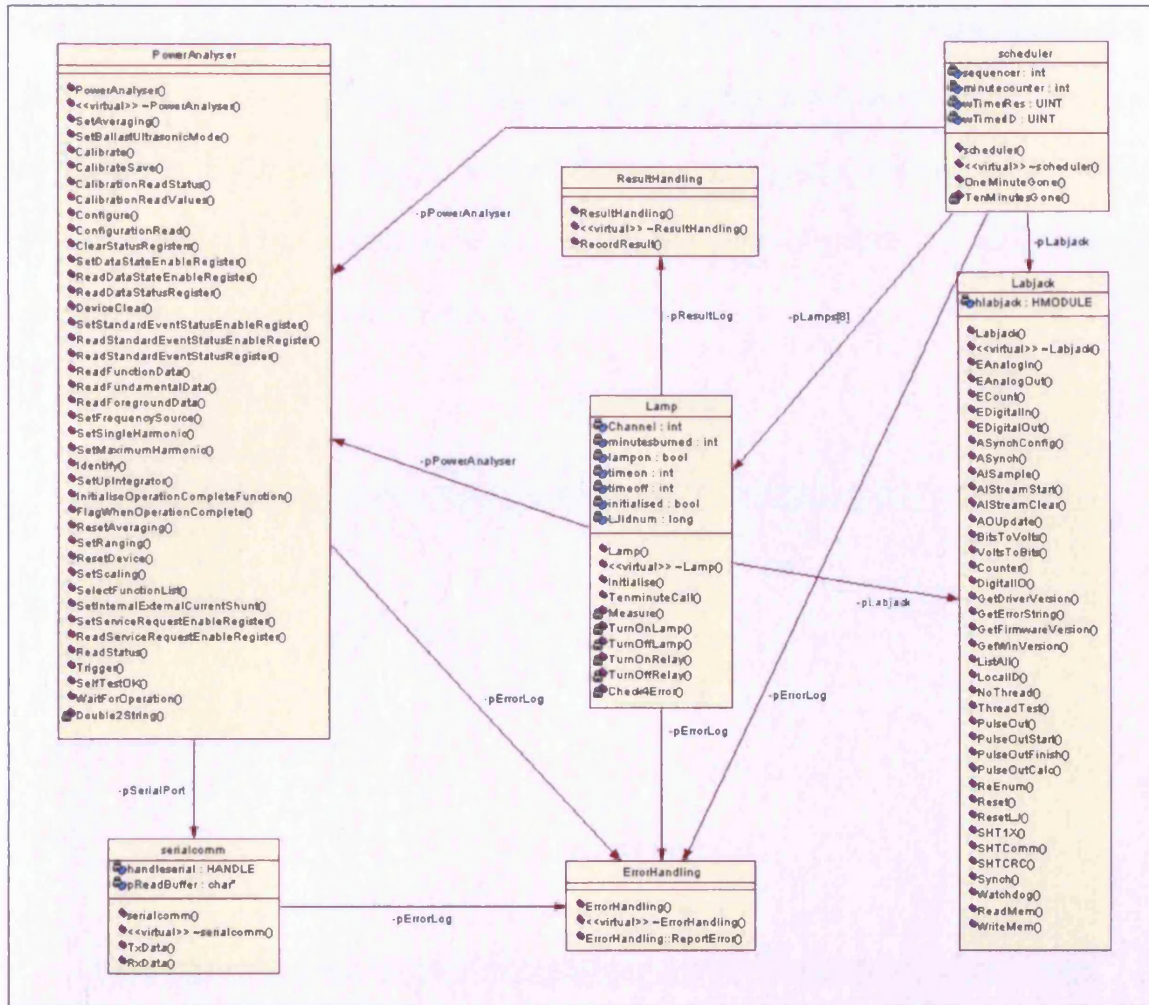 PowerAnalyser
PowerAnalyser()
<<virtual>> ~PowerAnalyser()
SetAveraging()
SetBallastUltrasonicMode()
Calibrate()
CalibrateSave()
CalibrationReadStatus()
CalibrationReadValues()
Configure()
ConfigurationRead()
ClearStatusRegisters()
SetDataStateEnableRegister()
ReadDataStateEnableRegister()
ReadDataStatusRegister()
DeviceClear()
SetStandardEventStatusEnableRegister()
ReadStandardEventStatusEnableRegister()
ReadStandardEventStatusRegister()
ReadFunctionData()
ReadFundamentalData()
ReadForegroundData()
SetFrequencySource()
SetSingleHarmonic()
SetMaximumHarmonic()
Identify()
SetUpIntegrator()
InitialiseOperationCompleteFunction()
FlagWhenOperationComplete()
ResetAveraging()
SetRanging()
ResetDevice()
SetScaling()
SelectFunctionList()
SetInternalExternalCurrentShunt()
SetServiceRequestEnableRegister()
ReadServiceRequestEnableRegister()
ReadStatus()
Trigger()
SelfTestOK()
WaitForOperation()
Double2String()
scheduler
sequencer : int
minutecounter : int
wTimerRes : UINT
wTimerID : UINT
scheduler()
<<virtual>> ~scheduler()
OneMinuteGone()
TenMinutesGone()
-pPowerAnalyser
-pLabjack
ResultHandling
ResultHandling()
<<virtual>> ~ResultHandling()
RecordResult()
-pResultLog
-pLamps[8]
Labjack
hlabjack : HMODULE
Labjack()
<<virtual>> ~Labjack()
EAnalogIn()
EAnalogOut()
ECount()
EDigitalIn()
EDigitalOut()
ASynchConfig()
ASynch()
AISample()
AIStreamStart()
AIStreamClear()
AOUpdate()
BitsToVolts()
VoltsToBits()
Counter()
DigitalIO()
GetDriverVersion()
GetErrorString()
GetFirmwareVersion()
GetWinVersion()
ListAll()
LocalID()
NoThread()
ThreadTest()
PulseOut()
PulseOutStart()
PulseOutFinish()
PulseOutCalc()
ReEnum()
Reset()
ResetLJ()
SHT1X()
SHTComm()
SHTCRC()
Synch()
Watchdog()
ReadMem()
WriteMem()
Lamp
Channel : int
minutesburned : int
lampon : bool
timeon : int
timeoff : int
initialised : bool
LJIdnum : long
Lamp()
<<virtual>> ~Lamp()
Initialise()
TenminuteCall()
Measure()
TurnOnLamp()
TurnOffLamp()
TurnOnRelay()
TurnOffRelay()
Check4Error()
-pPowerAnalyser
-pLabjack
-pErrorLog
-pErrorLog
-pErrorLog
-pSerialPort
serialcomm
handleserial : HANDLE
pReadBuffer : char*
serialcomm()
<<virtual>> ~serialcomm()
TxData()
RxData()
-pErrorLog
ErrorHandling
ErrorHandling()
<<virtual>> ~ErrorHandling()
ErrorHandling::ReportError()